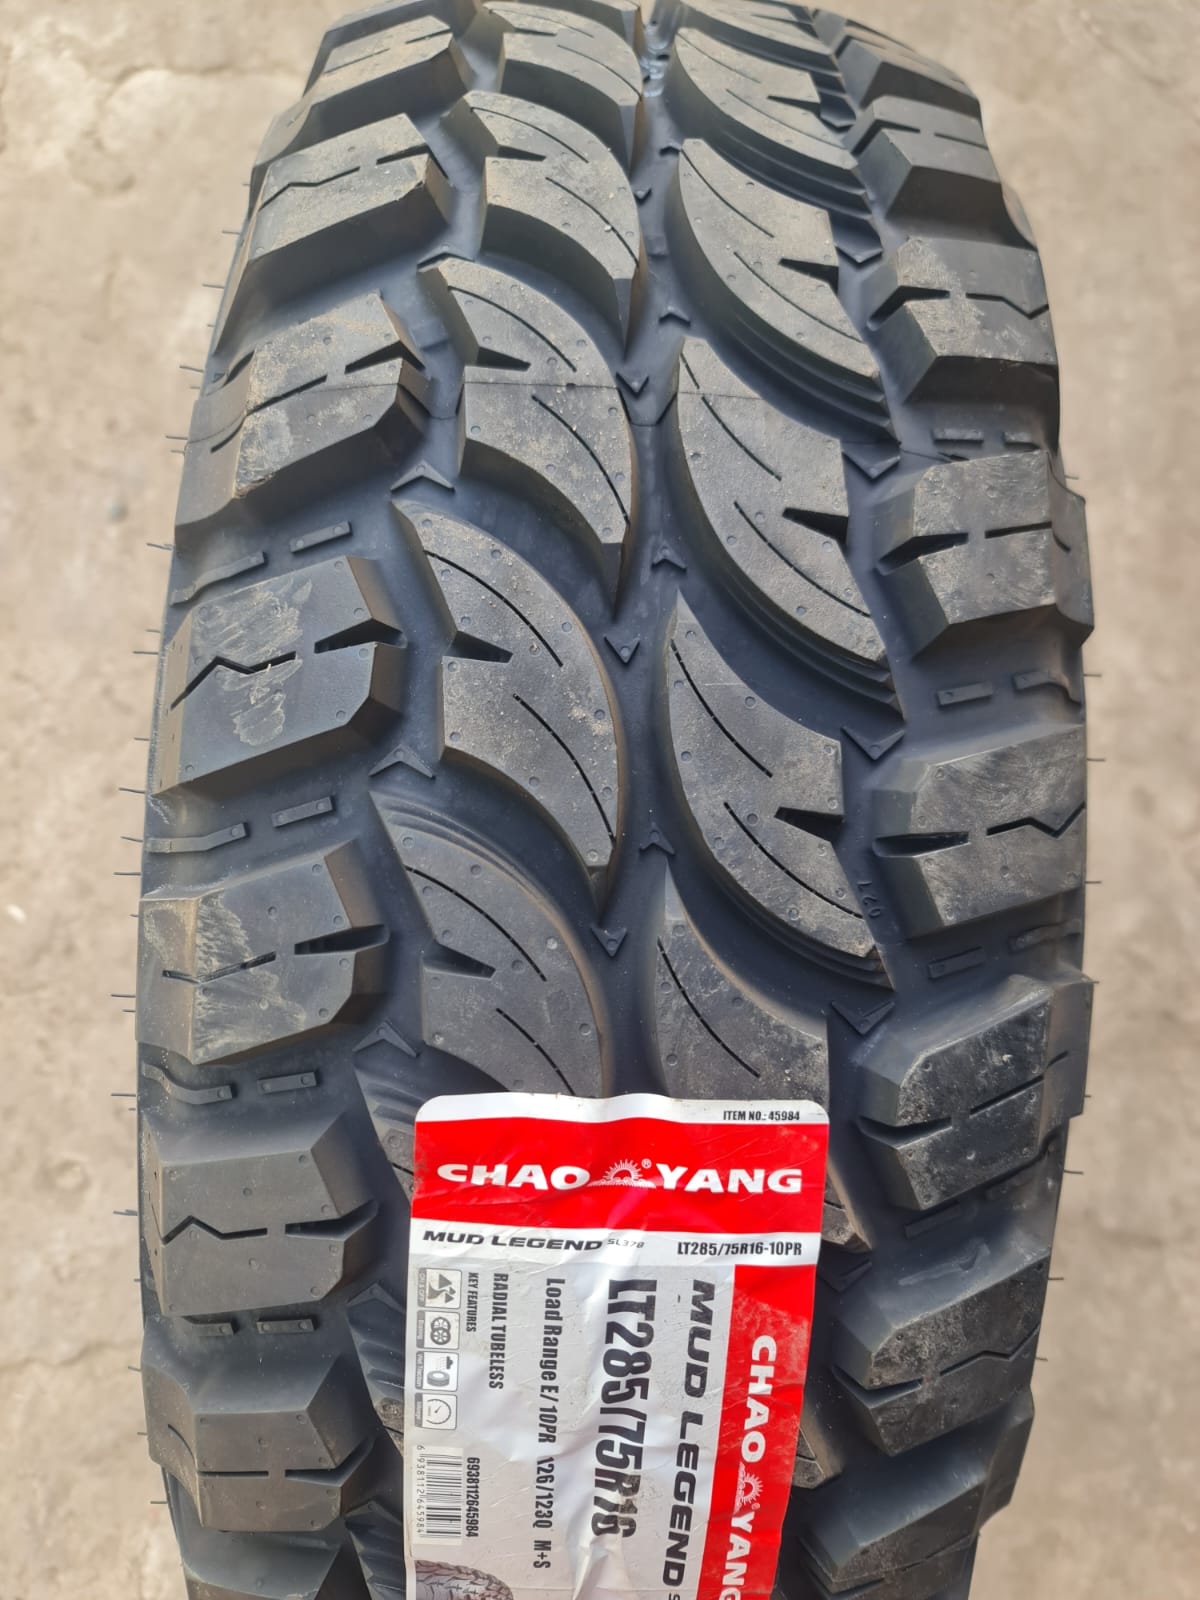 ITEM NO.: 45984
CHAO YANG®
MUD LEGEND SL378
LT285/75R16-10PR
CHAO YANG
MUD LEGEND
LT285/75R16
Load Range E/10PR 126/123Q M+S
RADIAL TUBELESS
KEY FEATURES
6938112645984
6938112645984